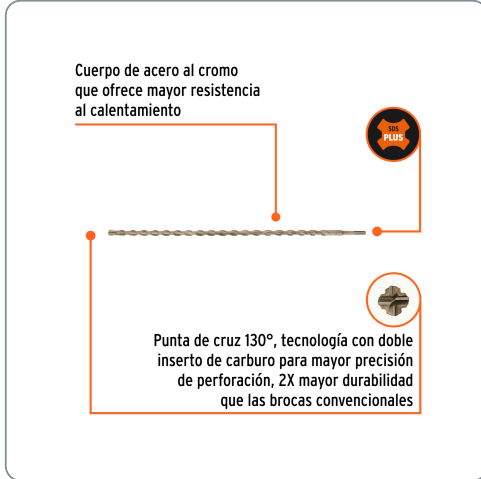 Cuerpo de acero al cromo
que ofrece mayor resistencia
al calentamiento
SDS
PLUS
Punta de cruz 130°, tecnología con doble
inserto de carburo para mayor precisión
de perforación, 2X mayor durabilidad
que las brocas convencionales